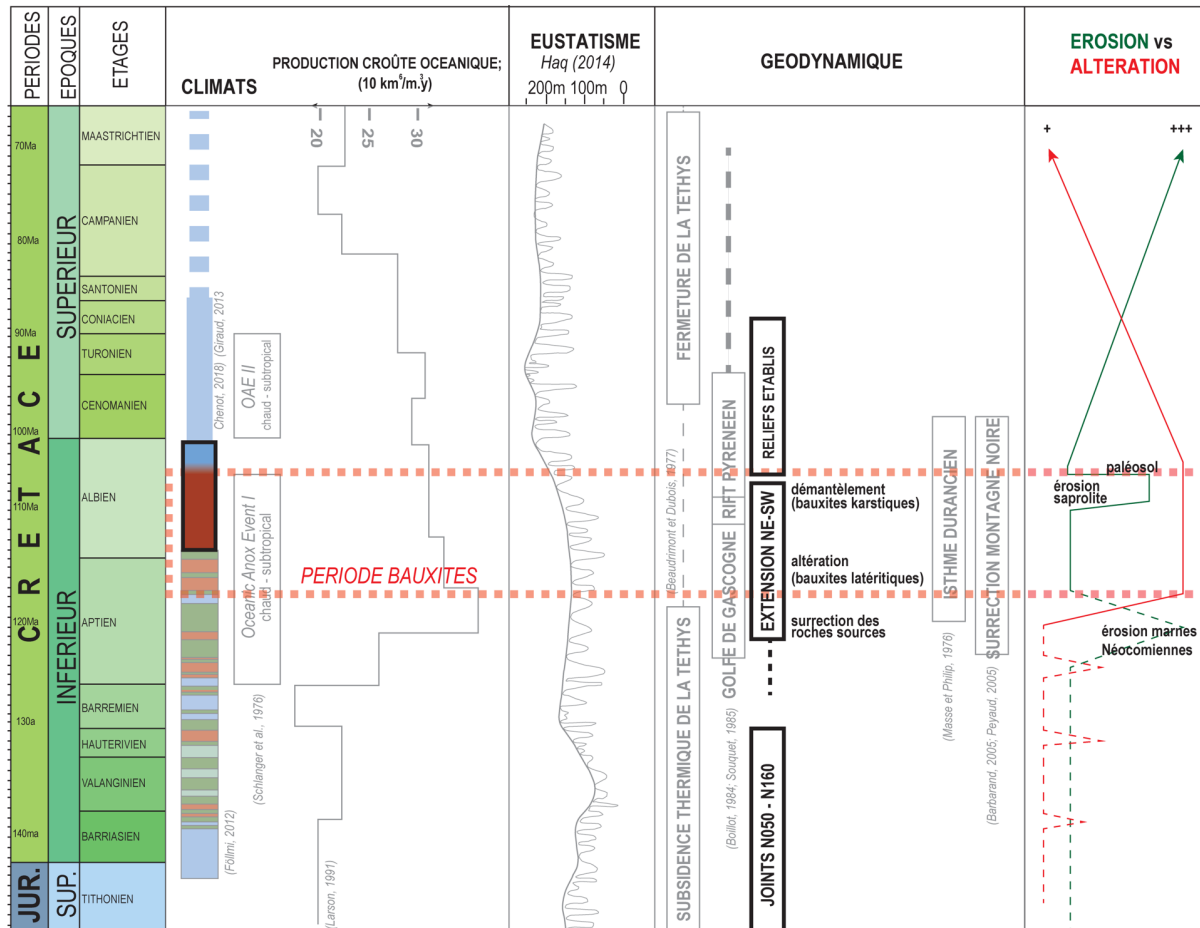 PERIODES
EPOQUES
ETAGES
CLIMATS
PRODUCTION CROÛTE OCEANIQUE;
(10 km⁶/m.y³)
20
25
30
EUSTATISME
Haq (2014)
200m 100m 0
GEODYNAMIQUE
EROSION vs
ALTERATION
CRETACE
JUR.
SUPERIEUR
INFERIEUR
SUP.
70Ma
80Ma
90Ma
100Ma
110Ma
120Ma
130a
140ma
MAASTRICHTIEN
CAMPANIEN
SANTONIEN
CONIACIEN
TURONIEN
CENOMANIEN
ALBIEN
APTIEN
BARREMIEN
HAUTERIVIEN
VALANGINIEN
BARRIASIEN
TITHONIEN
Chenot, 2018) (Giraud, 2013
OAE II
chaud - subtropical
Oceanic Anox Event I
chaud - subtropical
(Schlanger et al., 1976)
(Föllmi, 2012)
(Larson, 1991)
PERIODE BAUXITES
FERMETURE DE LA TETHYS
(Beaudrimont et Dubois, 1977)
SUBSIDENCE THERMIQUE DE LA TETHYS
RIFT PYRENEEN
GOLFE DE GASCOGNE
(Boillot, 1984; Souquet, 1985)
RELIEFS ETABLIS
EXTENSION NE-SW
JOINTS N050 - N160
démantèlement
(bauxites karstiques)
altération
(bauxites latéritiques)
surrection des
roches sources
ISTHME DURANCIEN
(Masse et Philip, 1976)
SURRECTION MONTAGNE NOIRE
(Barbarand, 2005; Peyaud, 2005)
+
+++
paléosol
érosion
saprolite
érosion marnes
Néocomiennes